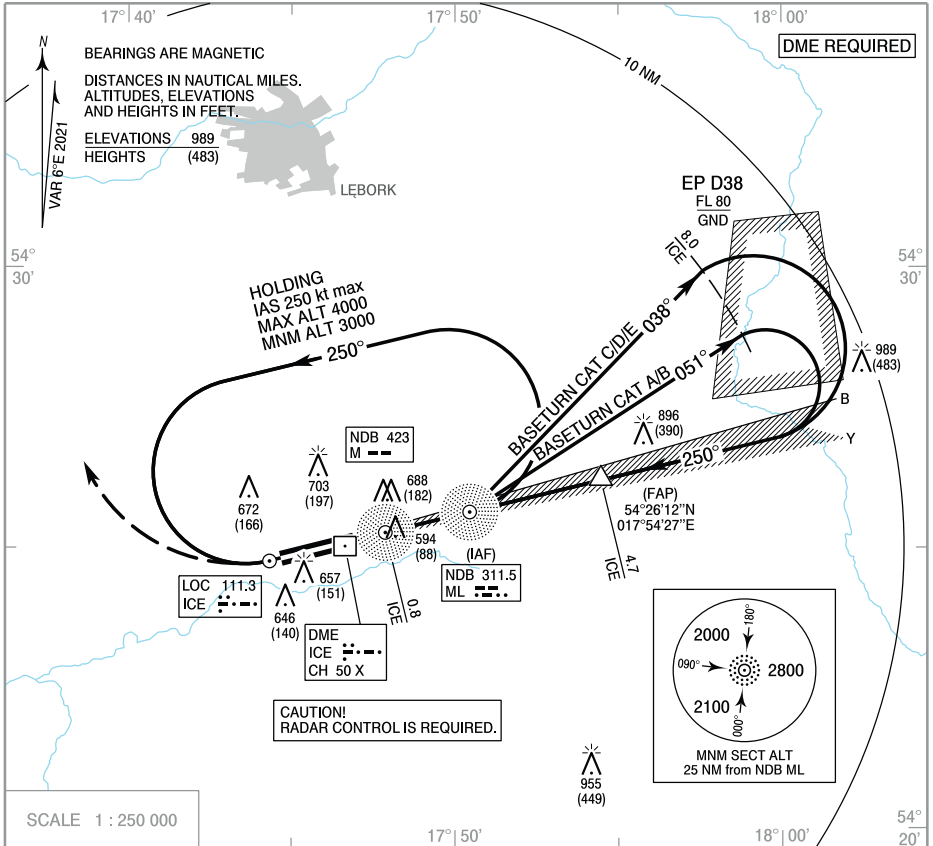 17°40'
17°50'
18°00'
DME REQUIRED
N
VAR 6°E 2021
BEARINGS ARE MAGNETIC
DISTANCES IN NAUTICAL MILES.
ALTITUDES, ELEVATIONS
AND HEIGHTS IN FEET.
ELEVATIONS 989
HEIGHTS (483)
LĘBORK
10 NM
EP D38
FL 80
GND
54°
30'
54°
30'
8.0
ICE
HOLDING
IAS 250 kt max
MAX ALT 4000
MNM ALT 3000
250°
BASETURN CAT C/D/E 038°
BASETURN CAT A/B 051°
989
(483)
B
Y
896
(390)
250°
NDB 423
M
703
(197)
688
(182)
672
(166)
594
(88)
(FAP)
54°26'12"N
017°54'27"E
(IAF)
NDB 311.5
ML
4.7
ICE
LOC 111.3
ICE
657
(151)
646
(140)
0.8
ICE
DME
ICE
CH 50 X
CAUTION!
RADAR CONTROL IS REQUIRED.
2000
180°
090°
2800
2100
000°
MNM SECT ALT
25 NM from NDB ML
955
(449)
SCALE 1 : 250 000
17°50'
18°00'
54°
20'